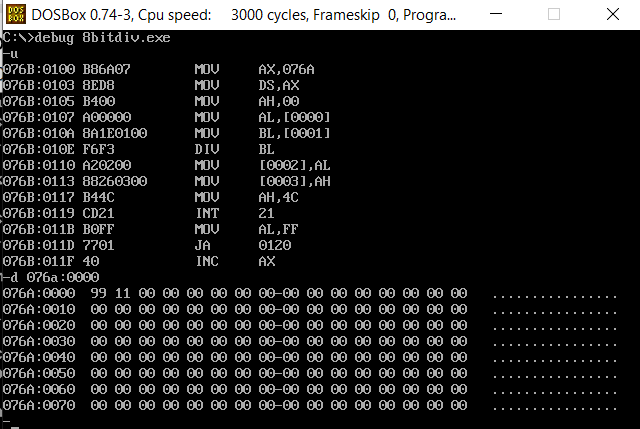 DOSBox 0.74-3, Cpu speed:    3000 cycles, Frameskip  0, Progra...
C:\>debug 8bitdiv.exe
-u
076B:0100 B86A07        MOV     AX,076A
076B:0103 8ED8          MOV     DS,AX
076B:0105 B400          MOV     AH,00
076B:0107 A00000        MOV     AL,[0000]
076B:010A 8A1E0100      MOV     BL,[0001]
076B:010E F6F3          DIV     BL
076B:0110 A20200        MOV     [0002],AL
076B:0113 88260300      MOV     [0003],AH
076B:0117 B44C          MOV     AH,4C
076B:0119 CD21          INT     21
076B:011B B0FF          MOV     AL,FF
076B:011D 7701          JA      0120
076B:011F 40            INC     AX
-d 076a:0000
076A:0000  99 11 00 00 00 00 00 00-00 00 00 00 00 00 00 00   ................
076A:0010  00 00 00 00 00 00 00 00-00 00 00 00 00 00 00 00   ................
076A:0020  00 00 00 00 00 00 00 00-00 00 00 00 00 00 00 00   ................
076A:0030  00 00 00 00 00 00 00 00-00 00 00 00 00 00 00 00   ................
076A:0040  00 00 00 00 00 00 00 00-00 00 00 00 00 00 00 00   ................
076A:0050  00 00 00 00 00 00 00 00-00 00 00 00 00 00 00 00   ................
076A:0060  00 00 00 00 00 00 00 00-00 00 00 00 00 00 00 00   ................
076A:0070  00 00 00 00 00 00 00 00-00 00 00 00 00 00 00 00   ................
-